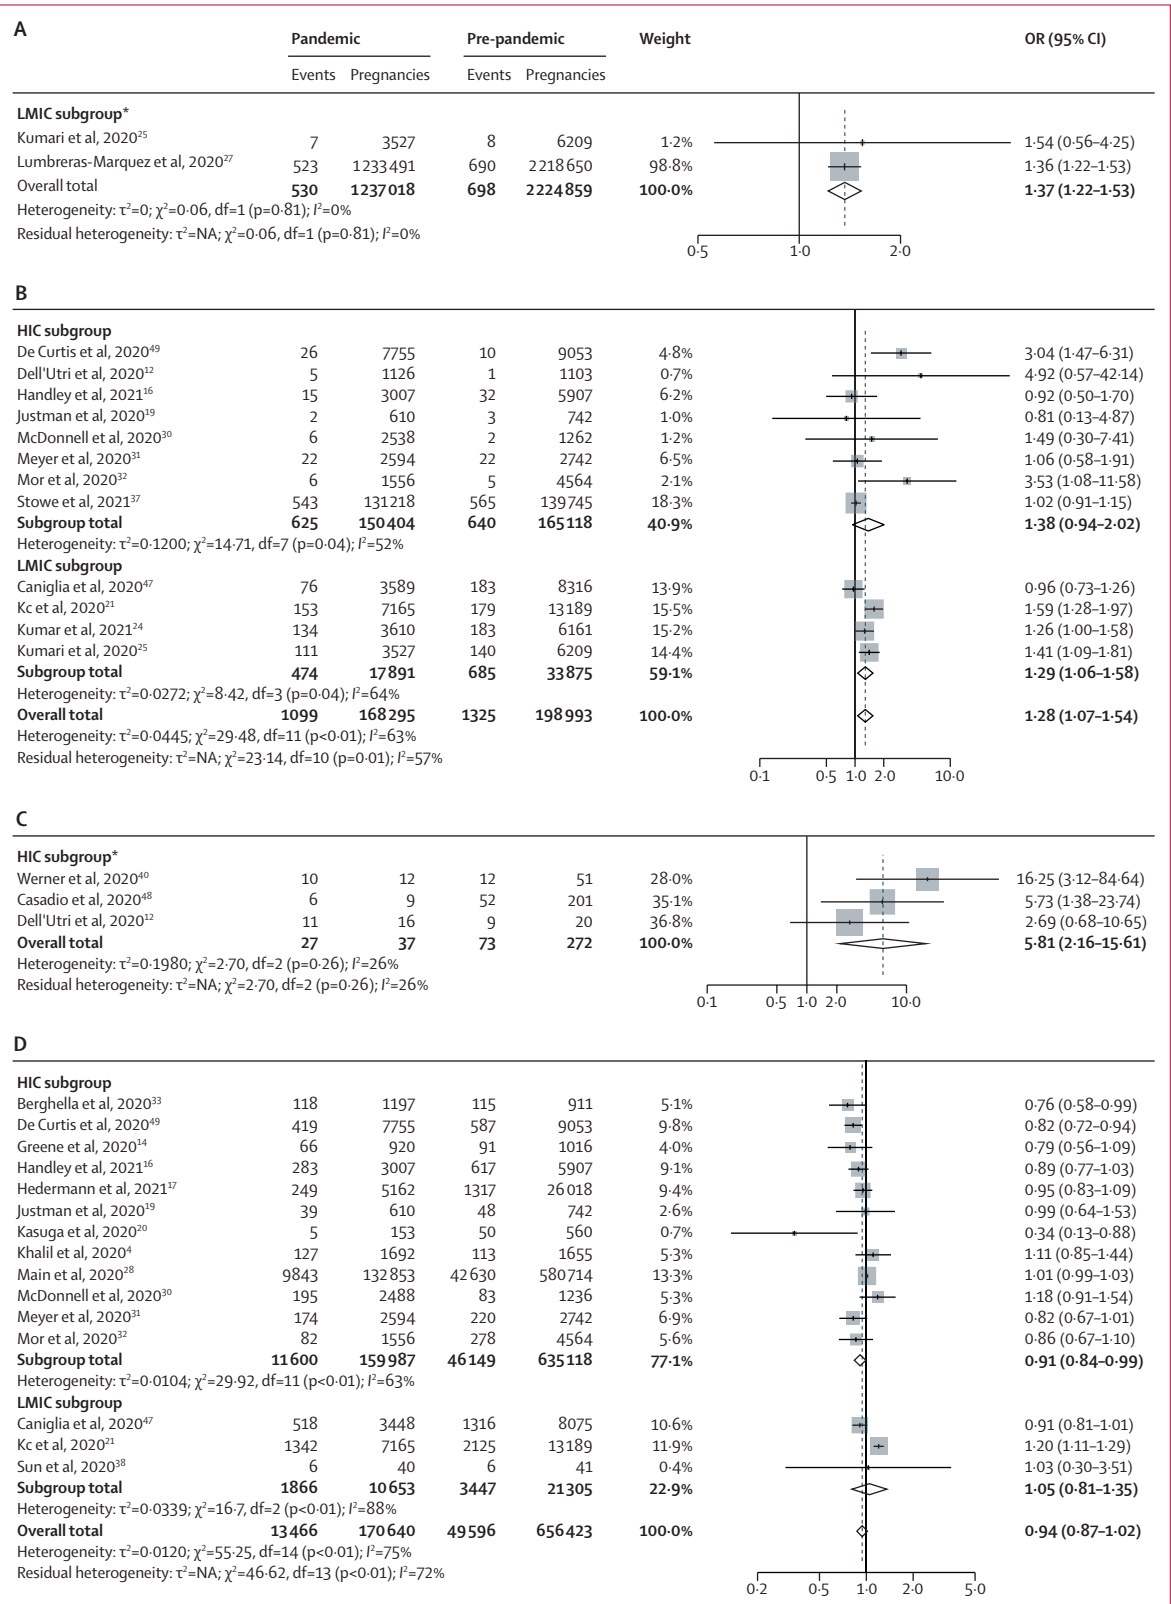 A
Pandemic Pre-pandemic Weight OR (95% CI)
Events Pregnancies Events Pregnancies
LMIC subgroup*
Kumari et al, 2020²⁵ 7 3527 8 6209 1·2% 1·54 (0·56–4·25)
Lumbreras-Marquez et al, 2020²⁷ 523 1233491 690 2218650 98·8% 1·36 (1·22–1·53)
Overall total 530 1237018 698 2224859 100·0% 1·37 (1·22–1·53)
Heterogeneity: τ²=0; χ²=0·06, df=1 (p=0·81); I²=0%
Residual heterogeneity: τ²=NA; χ²=0·06, df=1 (p=0·81); I²=0%
0·5 1·0 2·0
B
HIC subgroup
De Curtis et al, 2020⁴⁹ 26 7755 10 9053 4·8% 3·04 (1·47–6·31)
Dell'Utri et al, 2020¹² 5 1126 1 1103 0·7% 4·92 (0·57–42·14)
Handley et al, 2021¹⁶ 15 3007 32 5907 6·2% 0·92 (0·50–1·70)
Justman et al, 2020¹⁹ 2 610 3 742 1·0% 0·81 (0·13–4·87)
McDonnell et al, 2020³⁰ 6 2538 2 1262 1·2% 1·49 (0·30–7·41)
Meyer et al, 2020³¹ 22 2594 22 2742 6·5% 1·06 (0·58–1·91)
Mor et al, 2020³² 6 1556 5 4564 2·1% 3·53 (1·08–11·58)
Stowe et al, 2021³⁷ 543 131218 565 139745 18·3% 1·02 (0·91–1·15)
Subgroup total 625 150404 640 165118 40·9% 1·38 (0·94–2·02)
Heterogeneity: τ²=0·1200; χ²=14·71, df=7 (p=0·04); I²=52%
LMIC subgroup
Caniglia et al, 2020⁴⁷ 76 3589 183 8316 13·9% 0·96 (0·73–1·26)
Kc et al, 2020²¹ 153 7165 179 13189 15·5% 1·59 (1·28–1·97)
Kumar et al, 2021²⁴ 134 3610 183 6161 15·2% 1·26 (1·00–1·58)
Kumari et al, 2020²⁵ 111 3527 140 6209 14·4% 1·41 (1·09–1·81)
Subgroup total 474 17891 685 33875 59·1% 1·29 (1·06–1·58)
Heterogeneity: τ²=0·0272; χ²=8·42, df=3 (p=0·04); I²=64%
Overall total 1099 168295 1325 198993 100·0% 1·28 (1·07–1·54)
Heterogeneity: τ²=0·0445; χ²=29·48, df=11 (p<0·01); I²=63%
Residual heterogeneity: τ²=NA; χ²=23·14, df=10 (p=0·01); I²=57%
0·1 0·5 1·0 2·0 10·0
C
HIC subgroup*
Werner et al, 2020⁴⁰ 10 12 12 51 28·0% 16·25 (3·12–84·64)
Casadio et al, 2020⁴⁸ 6 9 52 201 35·1% 5·73 (1·38–23·74)
Dell'Utri et al, 2020¹² 11 16 9 20 36·8% 2·69 (0·68–10·65)
Overall total 27 37 73 272 100·0% 5·81 (2·16–15·61)
Heterogeneity: τ²=0·1980; χ²=2·70, df=2 (p=0·26); I²=26%
Residual heterogeneity: τ²=NA; χ²=2·70, df=2 (p=0·26); I²=26%
0·1 0·5 1·0 2·0 10·0
D
HIC subgroup
Berghella et al, 2020³³ 118 1197 115 911 5·1% 0·76 (0·58–0·99)
De Curtis et al, 2020⁴⁹ 419 7755 587 9053 9·8% 0·82 (0·72–0·94)
Greene et al, 2020¹⁴ 66 920 91 1016 4·0% 0·79 (0·56–1·09)
Handley et al, 2021¹⁶ 283 3007 617 5907 9·1% 0·89 (0·77–1·03)
Hedermann et al, 2021¹⁷ 249 5162 1317 26018 9·4% 0·95 (0·83–1·09)
Justman et al, 2020¹⁹ 39 610 48 742 2·6% 0·99 (0·64–1·53)
Kasuga et al, 2020²⁰ 5 153 50 560 0·7% 0·34 (0·13–0·88)
Khalil et al, 2020⁴ 127 1692 113 1655 5·3% 1·11 (0·85–1·44)
Main et al, 2020²⁸ 9843 132853 42630 580714 13·3% 1·01 (0·99–1·03)
McDonnell et al, 2020³⁰ 195 2488 83 1236 5·3% 1·18 (0·91–1·54)
Meyer et al, 2020³¹ 174 2594 220 2742 6·9% 0·82 (0·67–1·01)
Mor et al, 2020³² 82 1556 278 4564 5·6% 0·86 (0·67–1·10)
Subgroup total 11600 159987 46149 635118 77·1% 0·91 (0·84–0·99)
Heterogeneity: τ²=0·0104; χ²=29·92, df=11 (p<0·01); I²=63%
LMIC subgroup
Caniglia et al, 2020⁴⁷ 518 3448 1316 8075 10·6% 0·91 (0·81–1·01)
Kc et al, 2020²¹ 1342 7165 2125 13189 11·9% 1·20 (1·11–1·29)
Sun et al, 2020³⁸ 6 40 6 41 0·4% 1·03 (0·30–3·51)
Subgroup total 1866 10653 3447 21305 22·9% 1·05 (0·81–1·35)
Heterogeneity: τ²=0·0339; χ²=16·7, df=2 (p<0·01); I²=88%
Overall total 13466 170640 49596 656423 100·0% 0·94 (0·87–1·02)
Heterogeneity: τ²=0·0120; χ²=55·25, df=14 (p<0·01); I²=75%
Residual heterogeneity: τ²=NA; χ²=46·62, df=13 (p<0·01); I²=72%
0·2 0·5 1·0 2·0 5·0